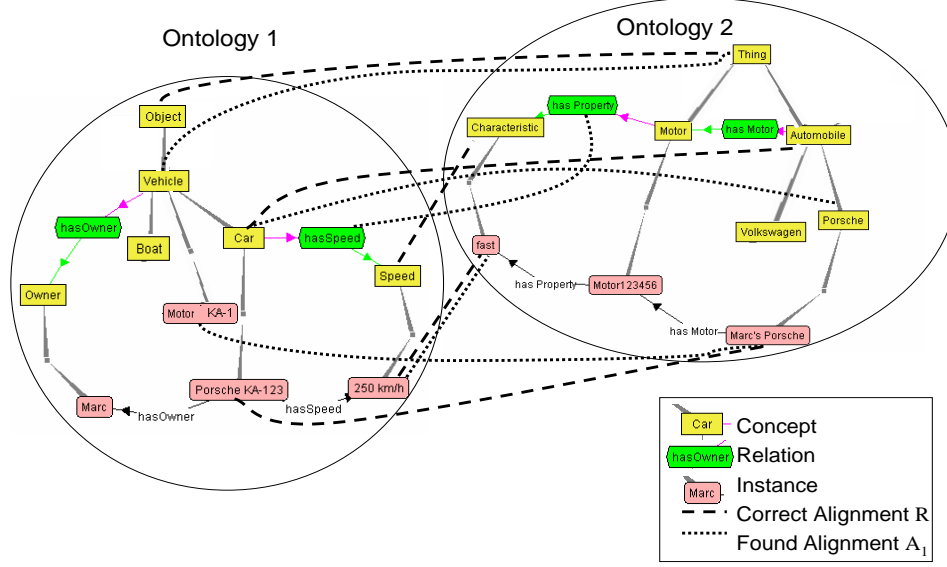 Ontology 1
Object
Vehicle
hasOwner
Boat
Car
hasSpeed
Speed
Owner
Motor KA-1
Porsche KA-123
250 km/h
Marc
hasOwner
hasSpeed
Ontology 2
Thing
has Property
Characteristic
Motor
has Motor
Automobile
Volkswagen
Porsche
fast
has Property
Motor123456
has Motor
Marc's Porsche
Car
Concept
hasOwner
Relation
Marc
Instance
Correct Alignment R
Found Alignment A1